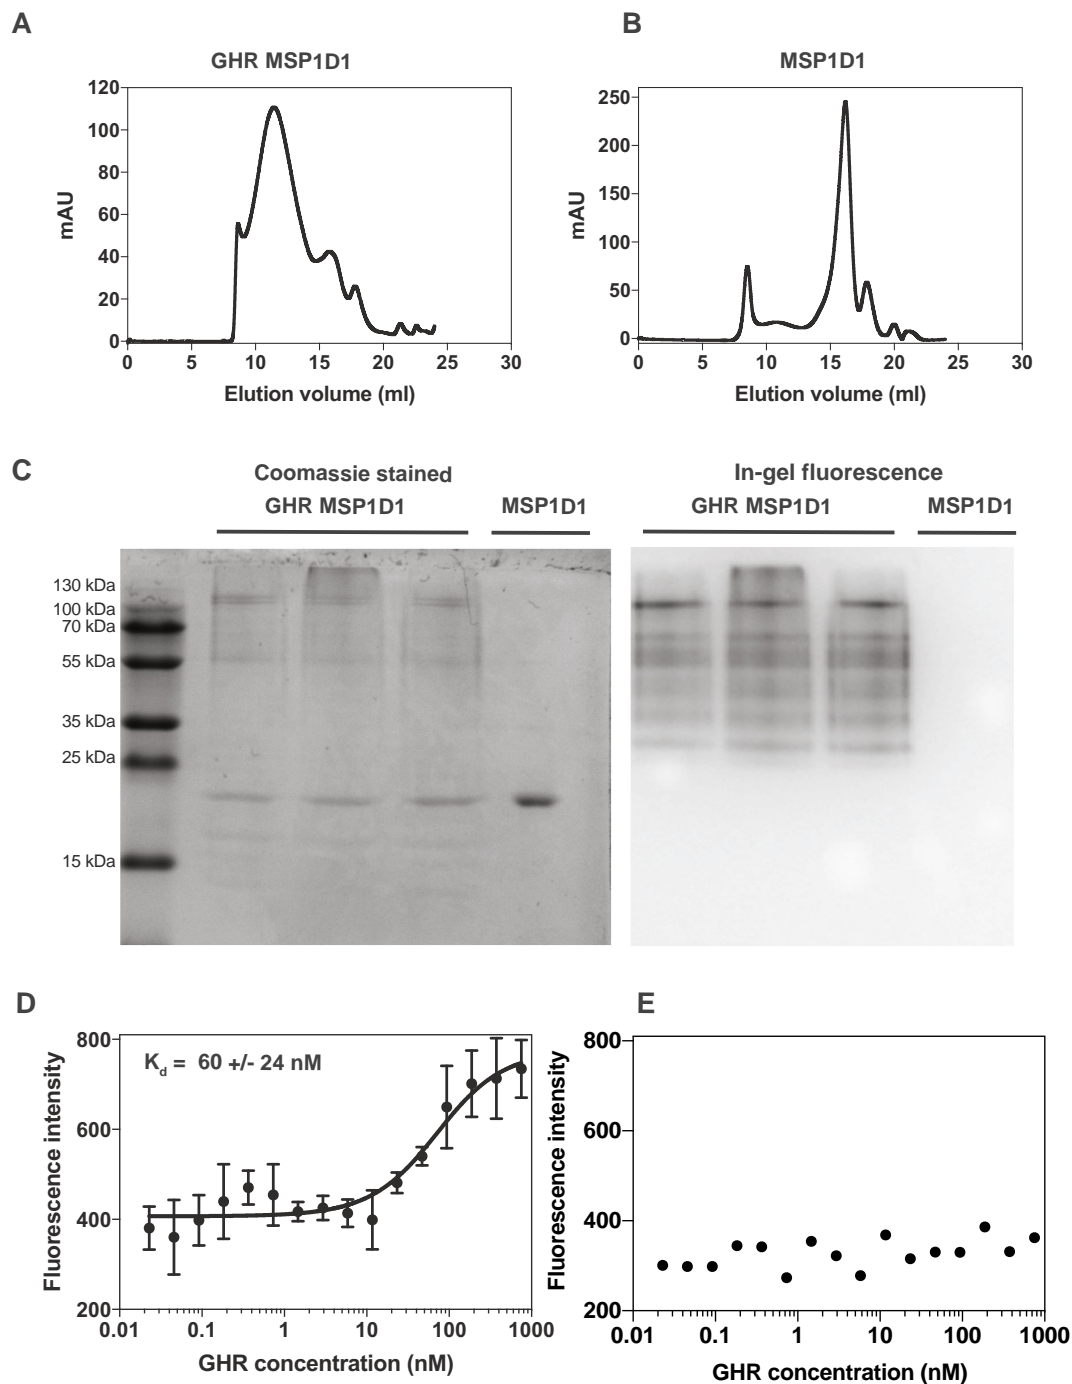 A
B
GHR MSP1D1
MSP1D1
120
100
80
60
40
20
0
mAU
0 5 10 15 20 25 30
Elution volume (ml)
250
200
150
100
50
0
mAU
0 5 10 15 20 25 30
Elution volume (ml)
C
Coomassie stained
GHR MSP1D1 MSP1D1
In-gel fluorescence
GHR MSP1D1 MSP1D1
130 kDa
100 kDa
70 kDa
55 kDa
35 kDa
25 kDa
15 kDa
D
800
600
400
200
Fluorescence intensity
Kd = 60 +/- 24 nM
0.01 0.1 1 10 100 1000
GHR concentration (nM)
E
800
600
400
200
Fluorescence intensity
0.01 0.1 1 10 100 1000
GHR concentration (nM)